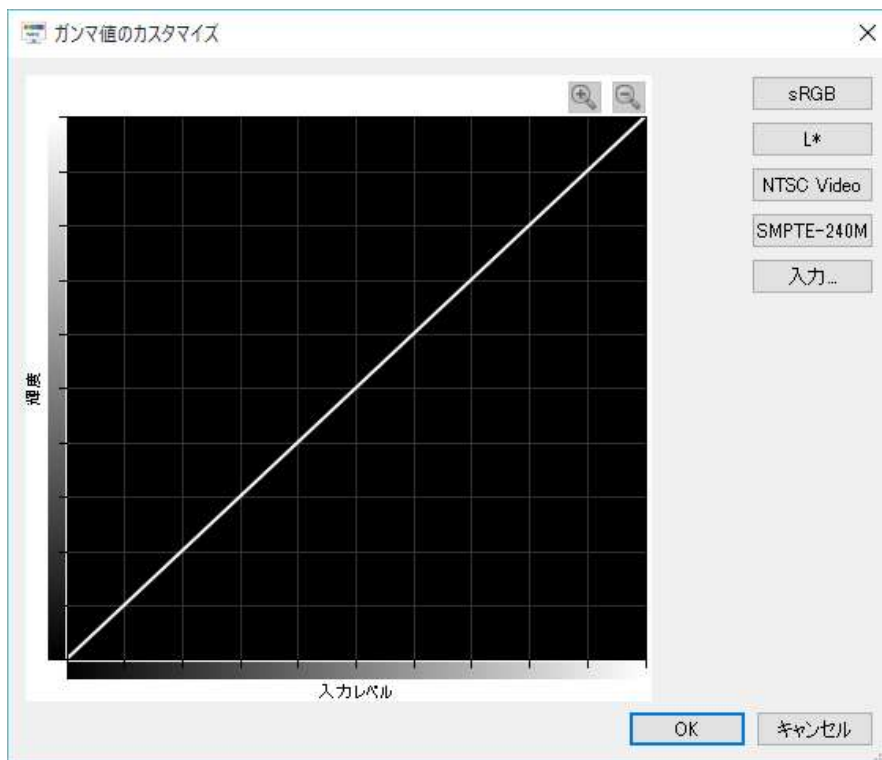 ガンマ値のカスタマイズ
sRGB
L*
NTSC Video
SMPTE-240M
入力...
輝度
入力レベル
OK
キャンセル